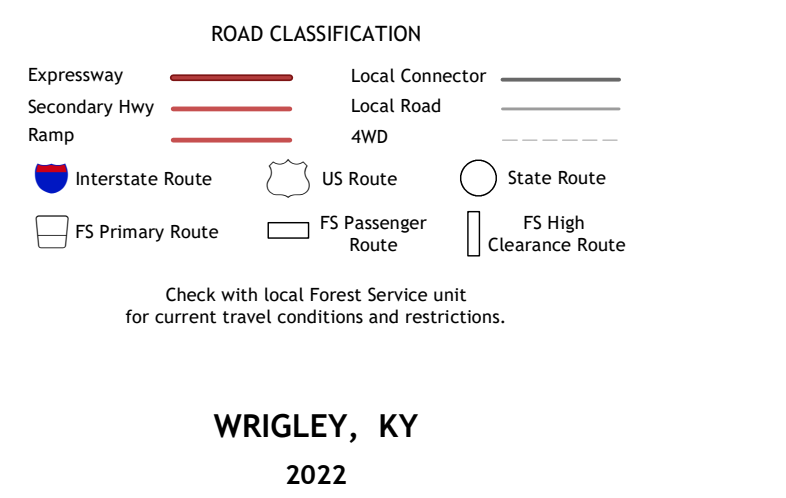 ROAD CLASSIFICATION
Expressway
Local Connector
Secondary Hwy
Local Road
Ramp
4WD
Interstate Route
US Route
State Route
FS Primary Route
FS Passenger
Route
FS High
Clearance Route
Check with local Forest Service unit
for current travel conditions and restrictions.
WRIGLEY, KY
2022